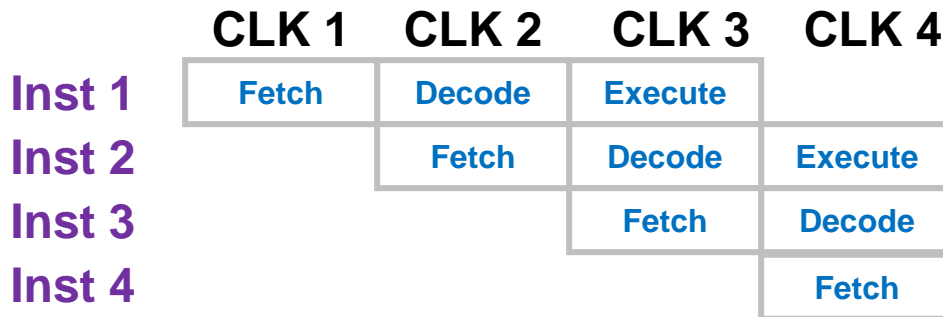 CLK 1 CLK 2 CLK 3 CLK 4
Inst 1 Fetch Decode Execute
Inst 2 Fetch Decode Execute
Inst 3 Fetch Decode
Inst 4 Fetch